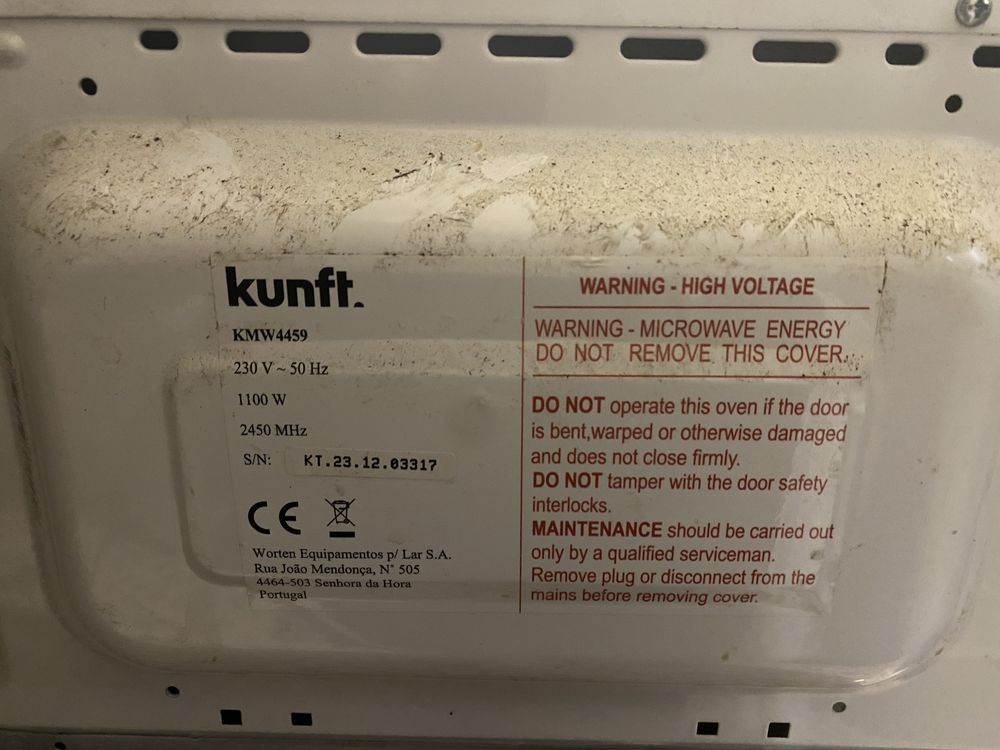 kunft.
KMW4459
230 V ~ 50 Hz
1100 W
2450 MHz
S/N: KT.23.12.03317
CE
Worten Equipamentos p/ Lar S.A.
Rua João Mendonça, N° 505
4464-503 Senhora da Hora
Portugal
WARNING - HIGH VOLTAGE
WARNING - MICROWAVE ENERGY
DO NOT REMOVE THIS COVER.
DO NOT operate this oven if the door
is bent,warped or otherwise damaged
and does not close firmly.
DO NOT tamper with the door safety
interlocks.
MAINTENANCE should be carried out
only by a qualified serviceman.
Remove plug or disconnect from the
mains before removing cover.